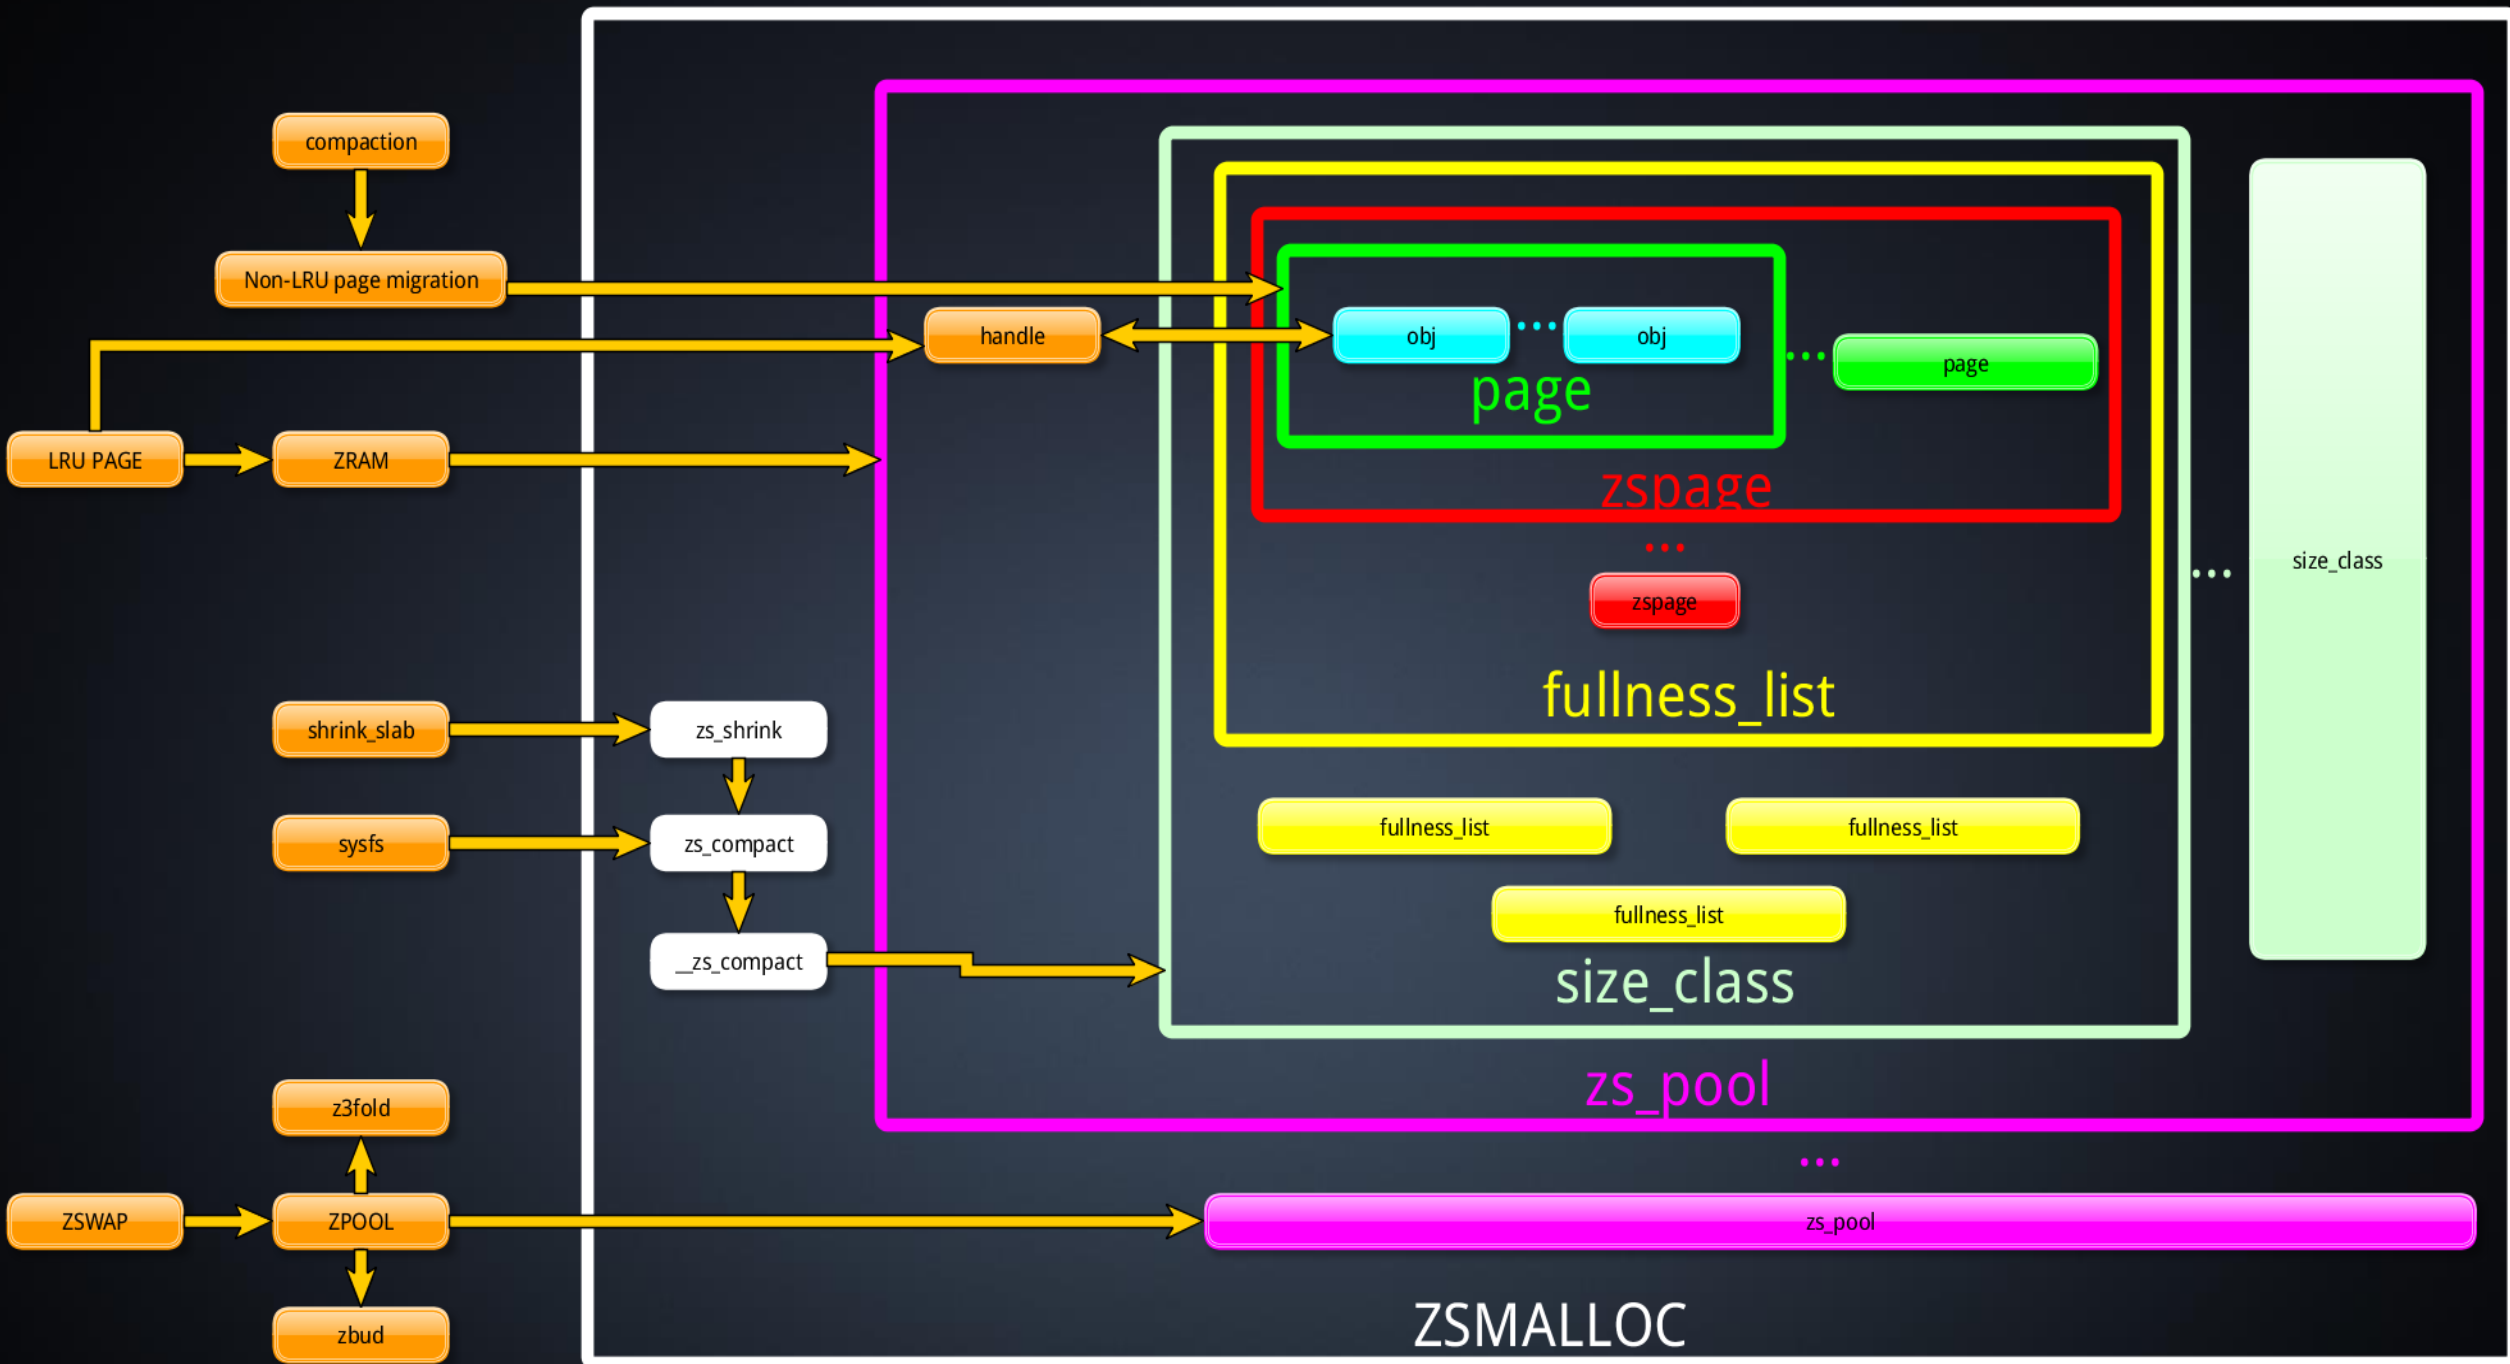 compaction
Non-LRU page migration
handle
obj
...
obj
page
...
page
LRU PAGE
ZRAM
zspage
...
zspage
size_class
...
fullness_list
shrink_slab
zs_shrink
sysfs
zs_compact
fullness_list
fullness_list
fullness_list
__zs_compact
size_class
zs_pool
...
z3fold
ZSWAP
ZPOOL
zs_pool
zbud
ZSMALLOC